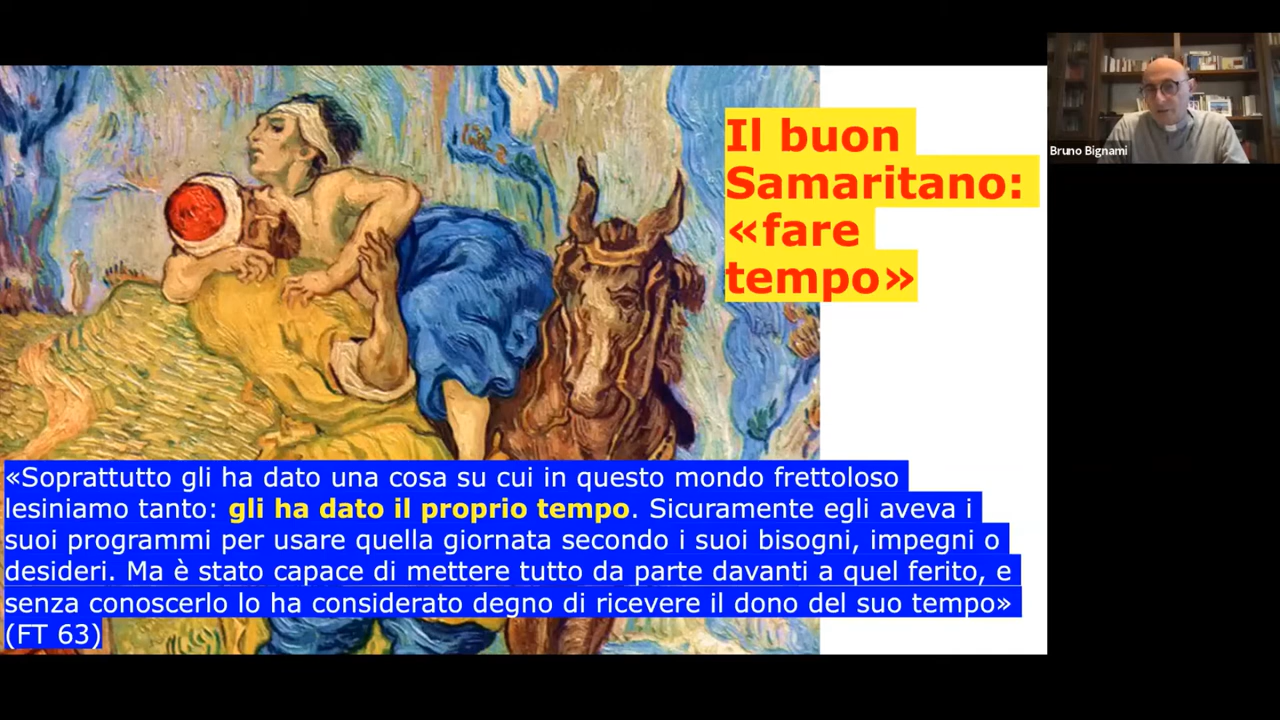 Il buon
Samaritano:
«fare
tempo»
Bruno Bignami
«Soprattutto gli ha dato una cosa su cui in questo mondo frettoloso
lesiniamo tanto: gli ha dato il proprio tempo. Sicuramente egli aveva i
suoi programmi per usare quella giornata secondo i suoi bisogni, impegni o
desideri. Ma è stato capace di mettere tutto da parte davanti a quel ferito, e
senza conoscerlo lo ha considerato degno di ricevere il dono del suo tempo»
(FT 63)